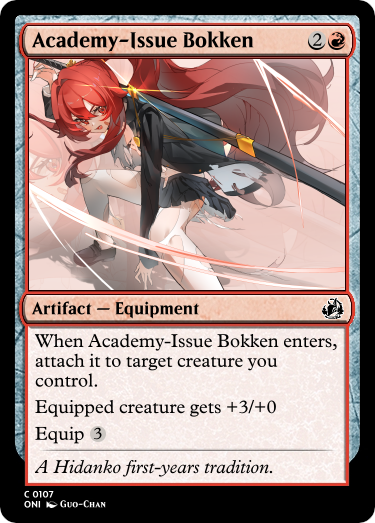 Academy-Issue Bokken 2
Artifact — Equipment
When Academy-Issue Bokken enters,
attach it to target creature you
control.
Equipped creature gets +3/+0
Equip 3
A Hidanko first-years tradition.
C 0107
ONI Guo-Chan